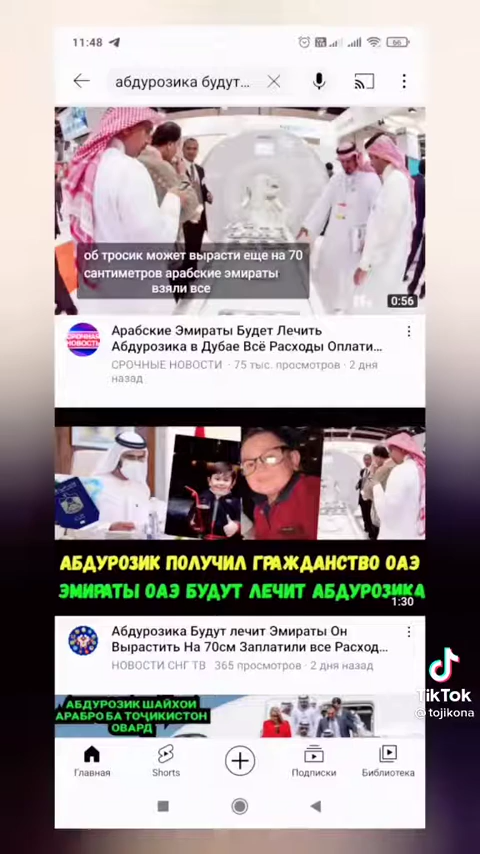 11:48
66
абдурозика будут...
об тросик может вырасти еще на 70
сантиметров арабские эмираты
взяли все
0:56
СРОЧНАЯ
НОВОСТЬ
Арабские Эмираты Будет Лечить
Абдурозика в Дубае Всё Расходы Оплати...
СРОЧНЫЕ НОВОСТИ · 75 тыс. просмотров · 2 дня
назад
АБДУРОЗИК ПОЛУЧИЛ ГРАЖДАНСТВО ОАЭ
ЭМИРАТЫ ОАЭ БУДУТ ЛЕЧИТ АБДУРОЗИКА
1:30
Абдурозика Будут лечит Эмираты Он
Вырастить На 70см Заплатили все Расход...
НОВОСТИ СНГ ТВ · 365 просмотров · 2 дня назад
TikTok
@tojikona
АБДУРОЗИК ШАЙХОИ
АРАБРО БА ТОҶИКИСТОН
ОВАРД
Главная
Shorts
Подписки
Библиотека